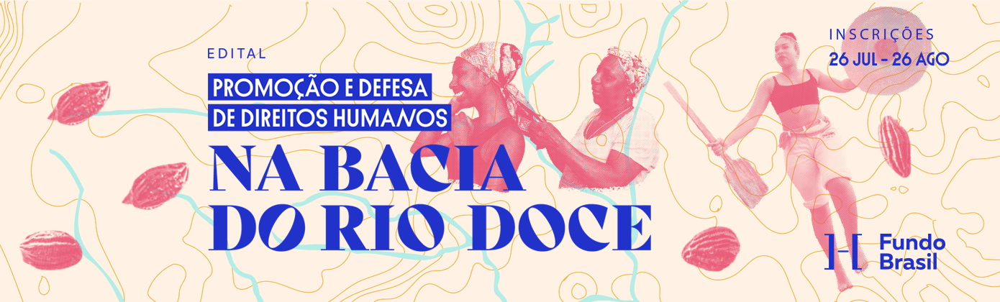 EDITAL
PROMOÇÃO E DEFESA
DE DIREITOS HUMANOS
NA BACIA
DO RIO DOCE
INSCRIÇÕES
26 JUL - 26 AGO
Fundo
Brasil